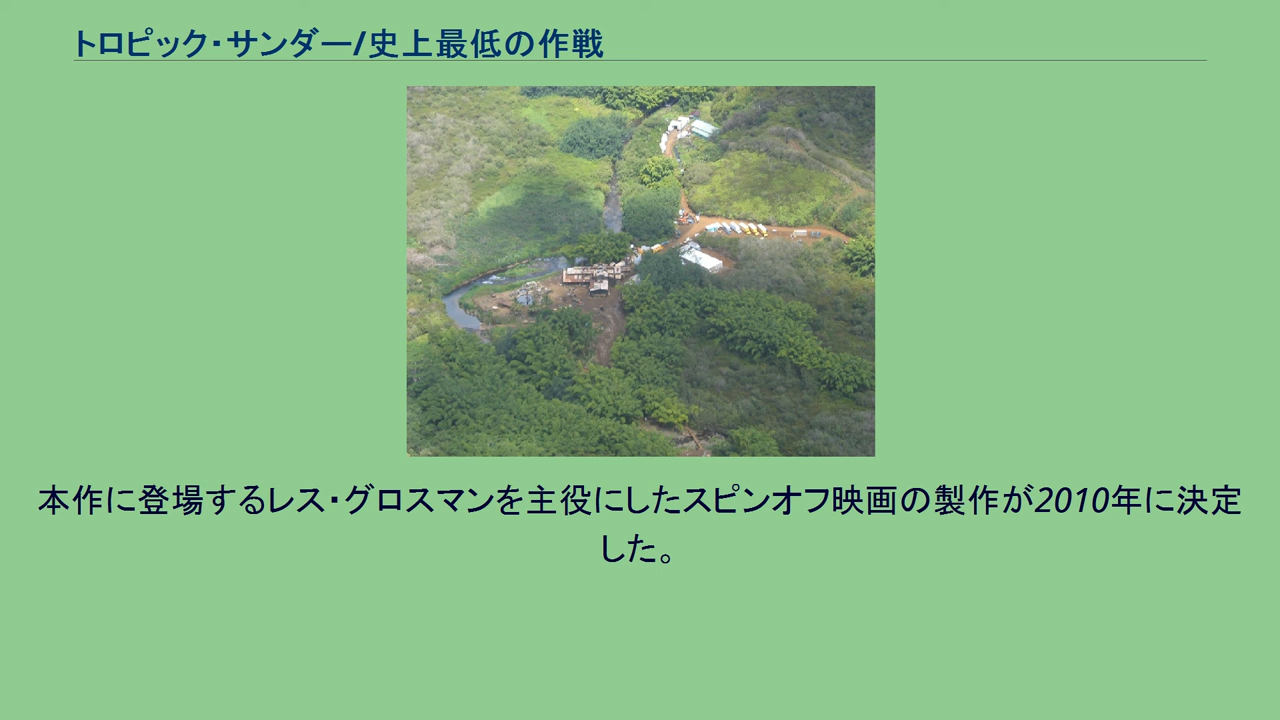 トロピック・サンダー/史上最低の作戦
本作に登場するレス・グロスマンを主役にしたスピンオフ映画の製作が2010年に決定
した。